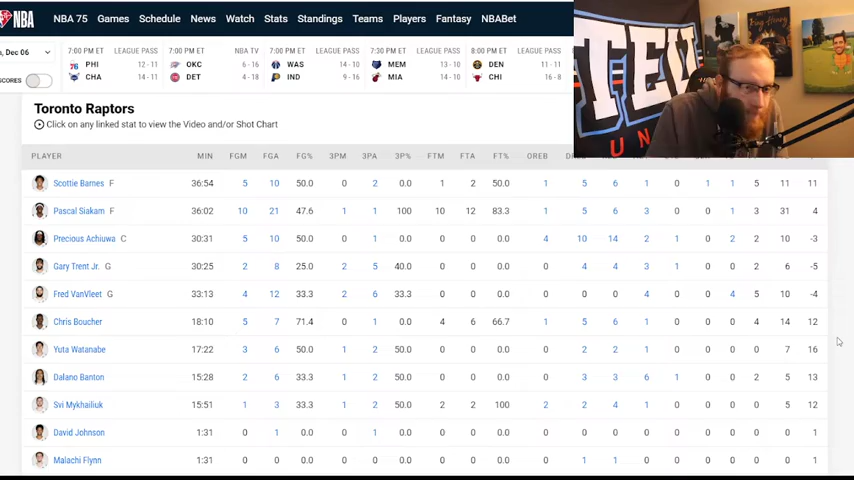 NBA 75 Games Schedule News Watch Stats Standings Teams Players Fantasy NBABet
Dec 06
SCORES
7:00 PM ET LEAGUE PASS
PHI 12 - 11
CHA 14 - 11
7:00 PM ET NBA TV
OKC 6 - 16
DET 4 - 18
7:00 PM ET LEAGUE PASS
WAS 14 - 10
IND 9 - 16
7:30 PM ET LEAGUE PASS
MEM 13 - 10
MIA 14 - 10
8:00 PM ET LEAGUE PASS
DEN 11 - 11
CHI 16 - 8
TEU
UN
Toronto Raptors
Click on any linked stat to view the Video and/or Shot Chart
PLAYER MIN FGM FGA FG% 3PM 3PA 3P% FTM FTA FT% OREB
Scottie Barnes F 36:54 5 10 50.0 0 2 0.0 1 2 50.0 1 5 6 1 0 1 1 5 11 11
Pascal Siakam F 36:02 10 21 47.6 1 1 100 10 12 83.3 1 5 6 3 0 0 1 3 31 4
Precious Achiuwa C 30:31 5 10 50.0 0 1 0.0 0 0 0.0 4 10 14 2 1 0 2 2 10 -3
Gary Trent Jr. G 30:25 2 8 25.0 2 5 40.0 0 0 0.0 0 4 4 3 1 0 0 2 6 -5
Fred VanVleet G 33:13 4 12 33.3 2 6 33.3 0 0 0.0 0 0 0 4 0 0 4 5 10 -4
Chris Boucher 18:10 5 7 71.4 0 1 0.0 4 6 66.7 1 5 6 1 0 0 0 4 14 12
Yuta Watanabe 17:22 3 6 50.0 1 2 50.0 0 0 0.0 0 2 2 1 0 0 0 0 7 16
Dalano Banton 15:28 2 6 33.3 1 2 50.0 0 0 0.0 0 3 3 6 1 0 0 2 5 13
Svi Mykhailiuk 15:51 1 3 33.3 1 2 50.0 2 2 100 2 2 4 1 0 0 0 0 5 12
David Johnson 1:31 0 1 0.0 0 1 0.0 0 0 0.0 0 0 0 0 0 0 0 0 0 1
Malachi Flynn 1:31 0 0 0.0 0 0 0.0 0 0 0.0 0 1 1 0 0 0 0 0 0 1